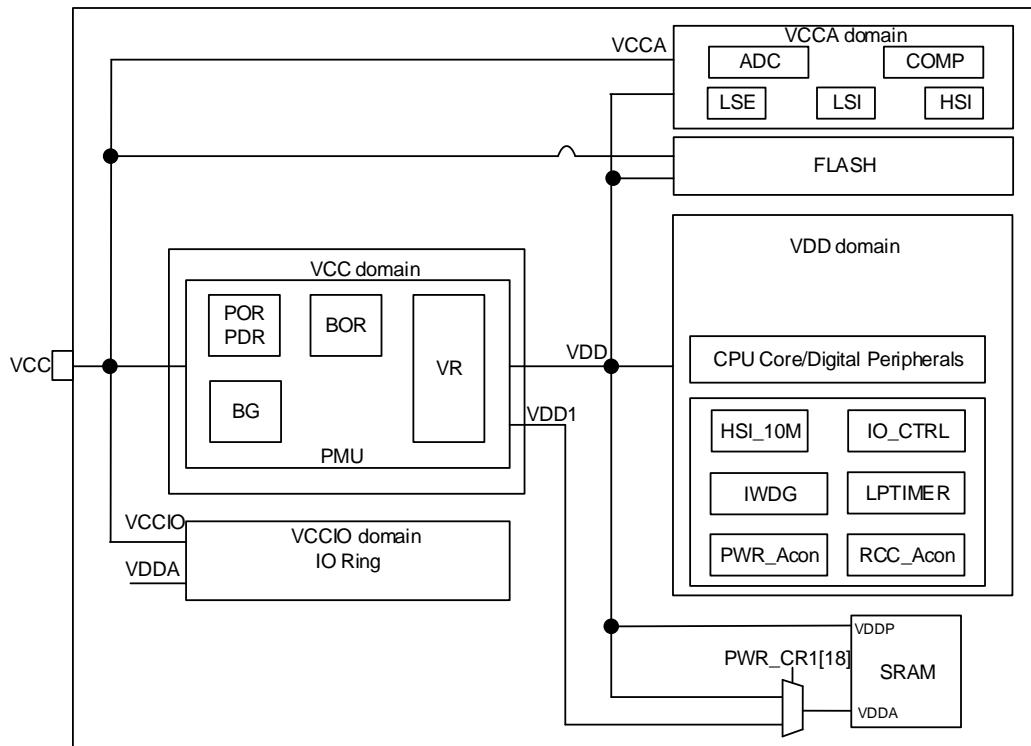 VCCA
VCCA domain
ADC
COMP
LSE
LSI
HSI
FLASH
VCC domain
POR
PDR
BOR
VR
BG
PMU
VCC
VDD
VDD1
VDD domain
CPU Core/Digital Peripherals
HSI_10M
IO_CTRL
IWDG
LPTIMER
PWR_Acon
RCC_Acon
VCCIO
VDDA
VCCIO domain
IO Ring
PWR_CR1[18]
VDDP
SRAM
VDDA